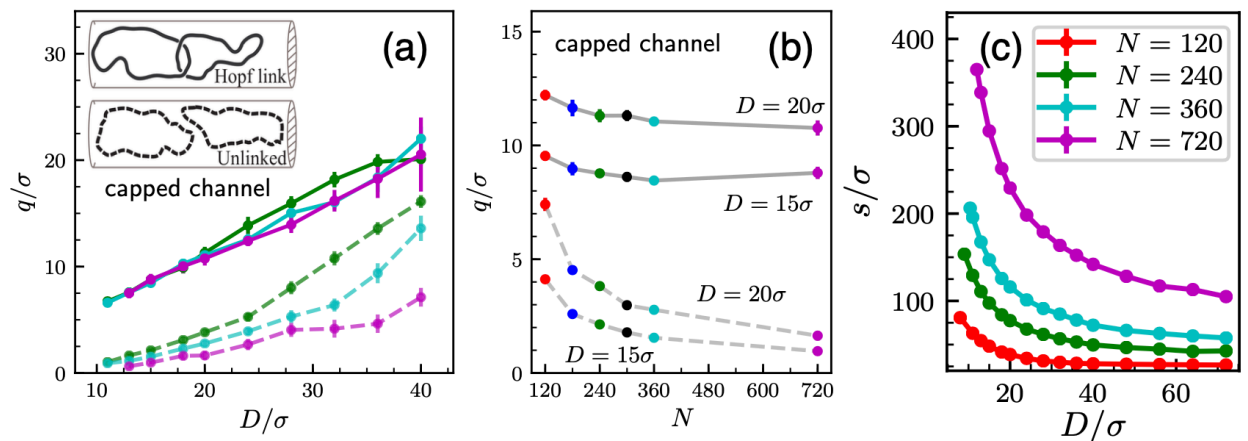 (a)
Hopf link
Unlinked
capped channel
q/σ
30
20
10
0
10
20
30
40
D/σ
(b)
capped channel
D = 20σ
D = 15σ
D = 20σ
D = 15σ
q/σ
15
10
5
0
120
240
360
480
600
720
N
(c)
N = 120
N = 240
N = 360
N = 720
s/σ
400
300
200
100
20
40
60
D/σ